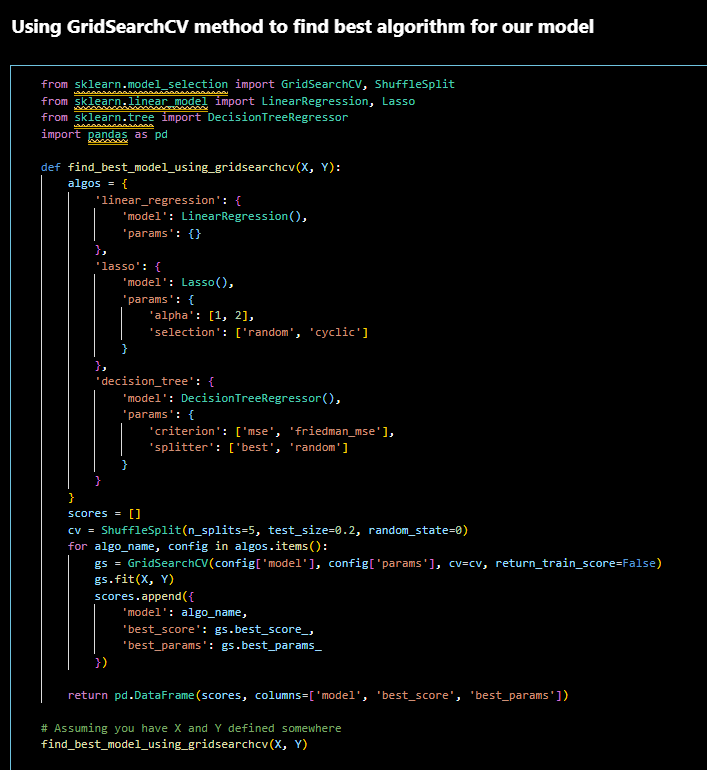 Using GridSearchCV method to find best algorithm for our model
from sklearn.model_selection import GridSearchCV, ShuffleSplit
from sklearn.linear_model import LinearRegression, Lasso
from sklearn.tree import DecisionTreeRegressor
import pandas as pd

def find_best_model_using_gridsearchcv(X, Y):
    algos = {
        'linear_regression': {
            'model': LinearRegression(),
            'params': {}
        },
        'lasso': {
            'model': Lasso(),
            'params': {
                'alpha': [1, 2],
                'selection': ['random', 'cyclic']
            }
        },
        'decision_tree': {
            'model': DecisionTreeRegressor(),
            'params': {
                'criterion': ['mse', 'friedman_mse'],
                'splitter': ['best', 'random']
            }
        }
    }
    scores = []
    cv = ShuffleSplit(n_splits=5, test_size=0.2, random_state=0)
    for algo_name, config in algos.items():
        gs = GridSearchCV(config['model'], config['params'], cv=cv, return_train_score=False)
        gs.fit(X, Y)
        scores.append({
            'model': algo_name,
            'best_score': gs.best_score_,
            'best_params': gs.best_params_
        })

    return pd.DataFrame(scores, columns=['model', 'best_score', 'best_params'])

# Assuming you have X and Y defined somewhere
find_best_model_using_gridsearchcv(X, Y)